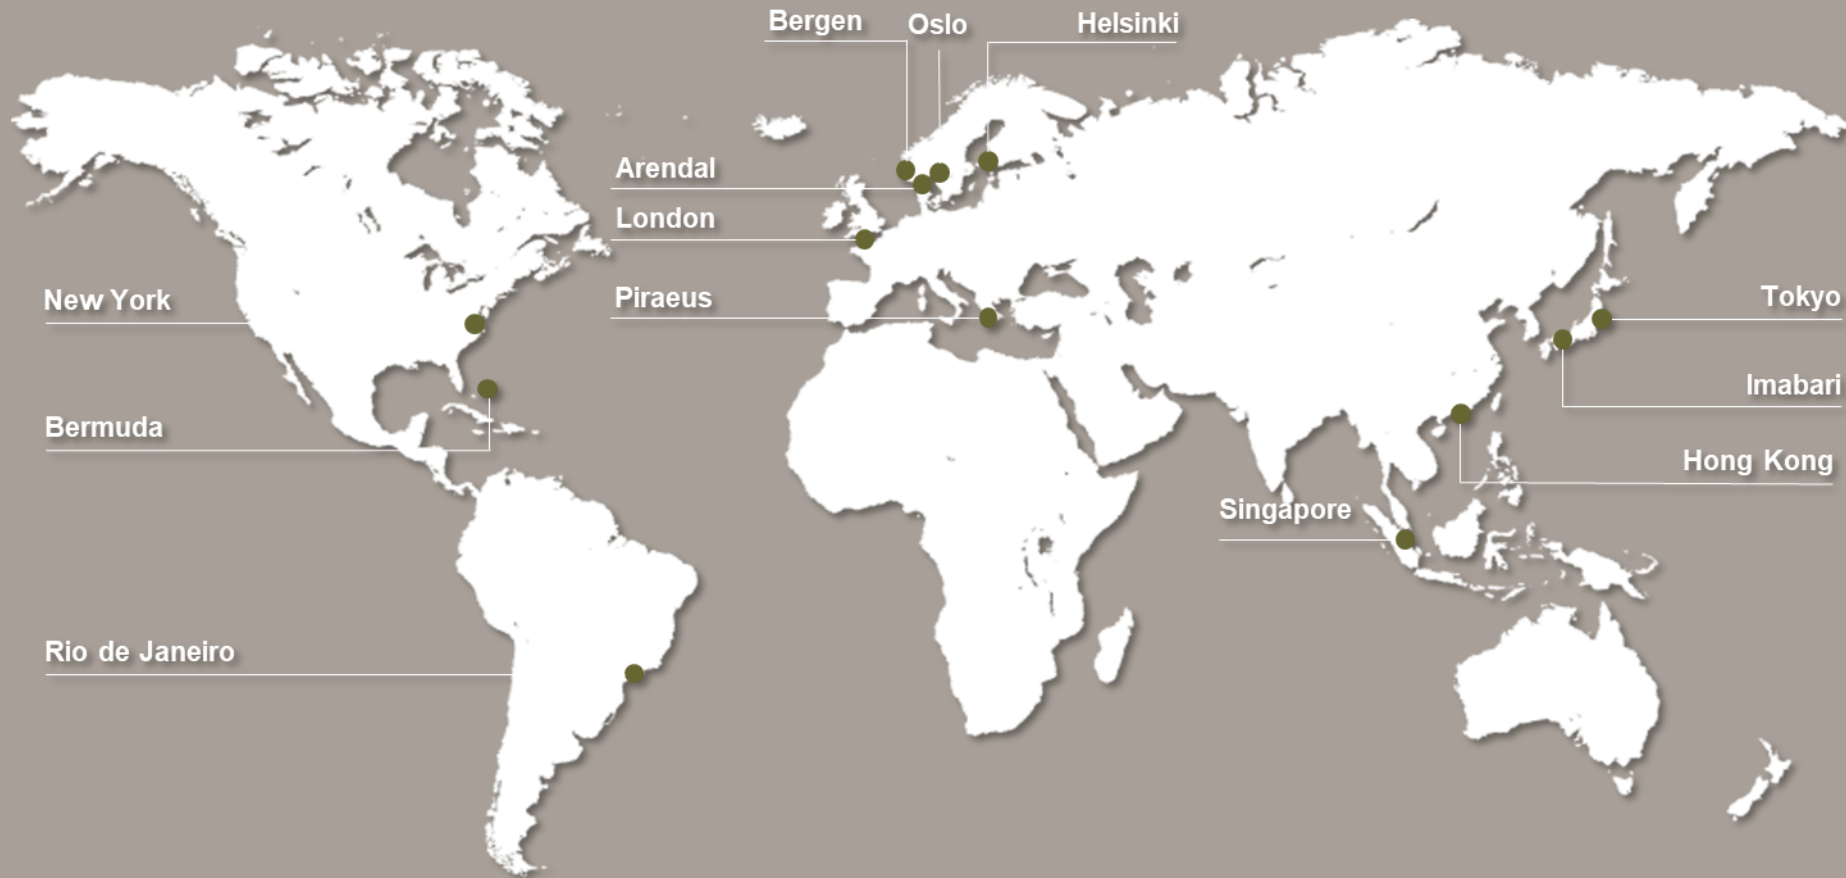 Bergen
Oslo
Helsinki
Arendal
London
New York
Piraeus
Tokyo
Imabari
Bermuda
Hong Kong
Singapore
Rio de Janeiro